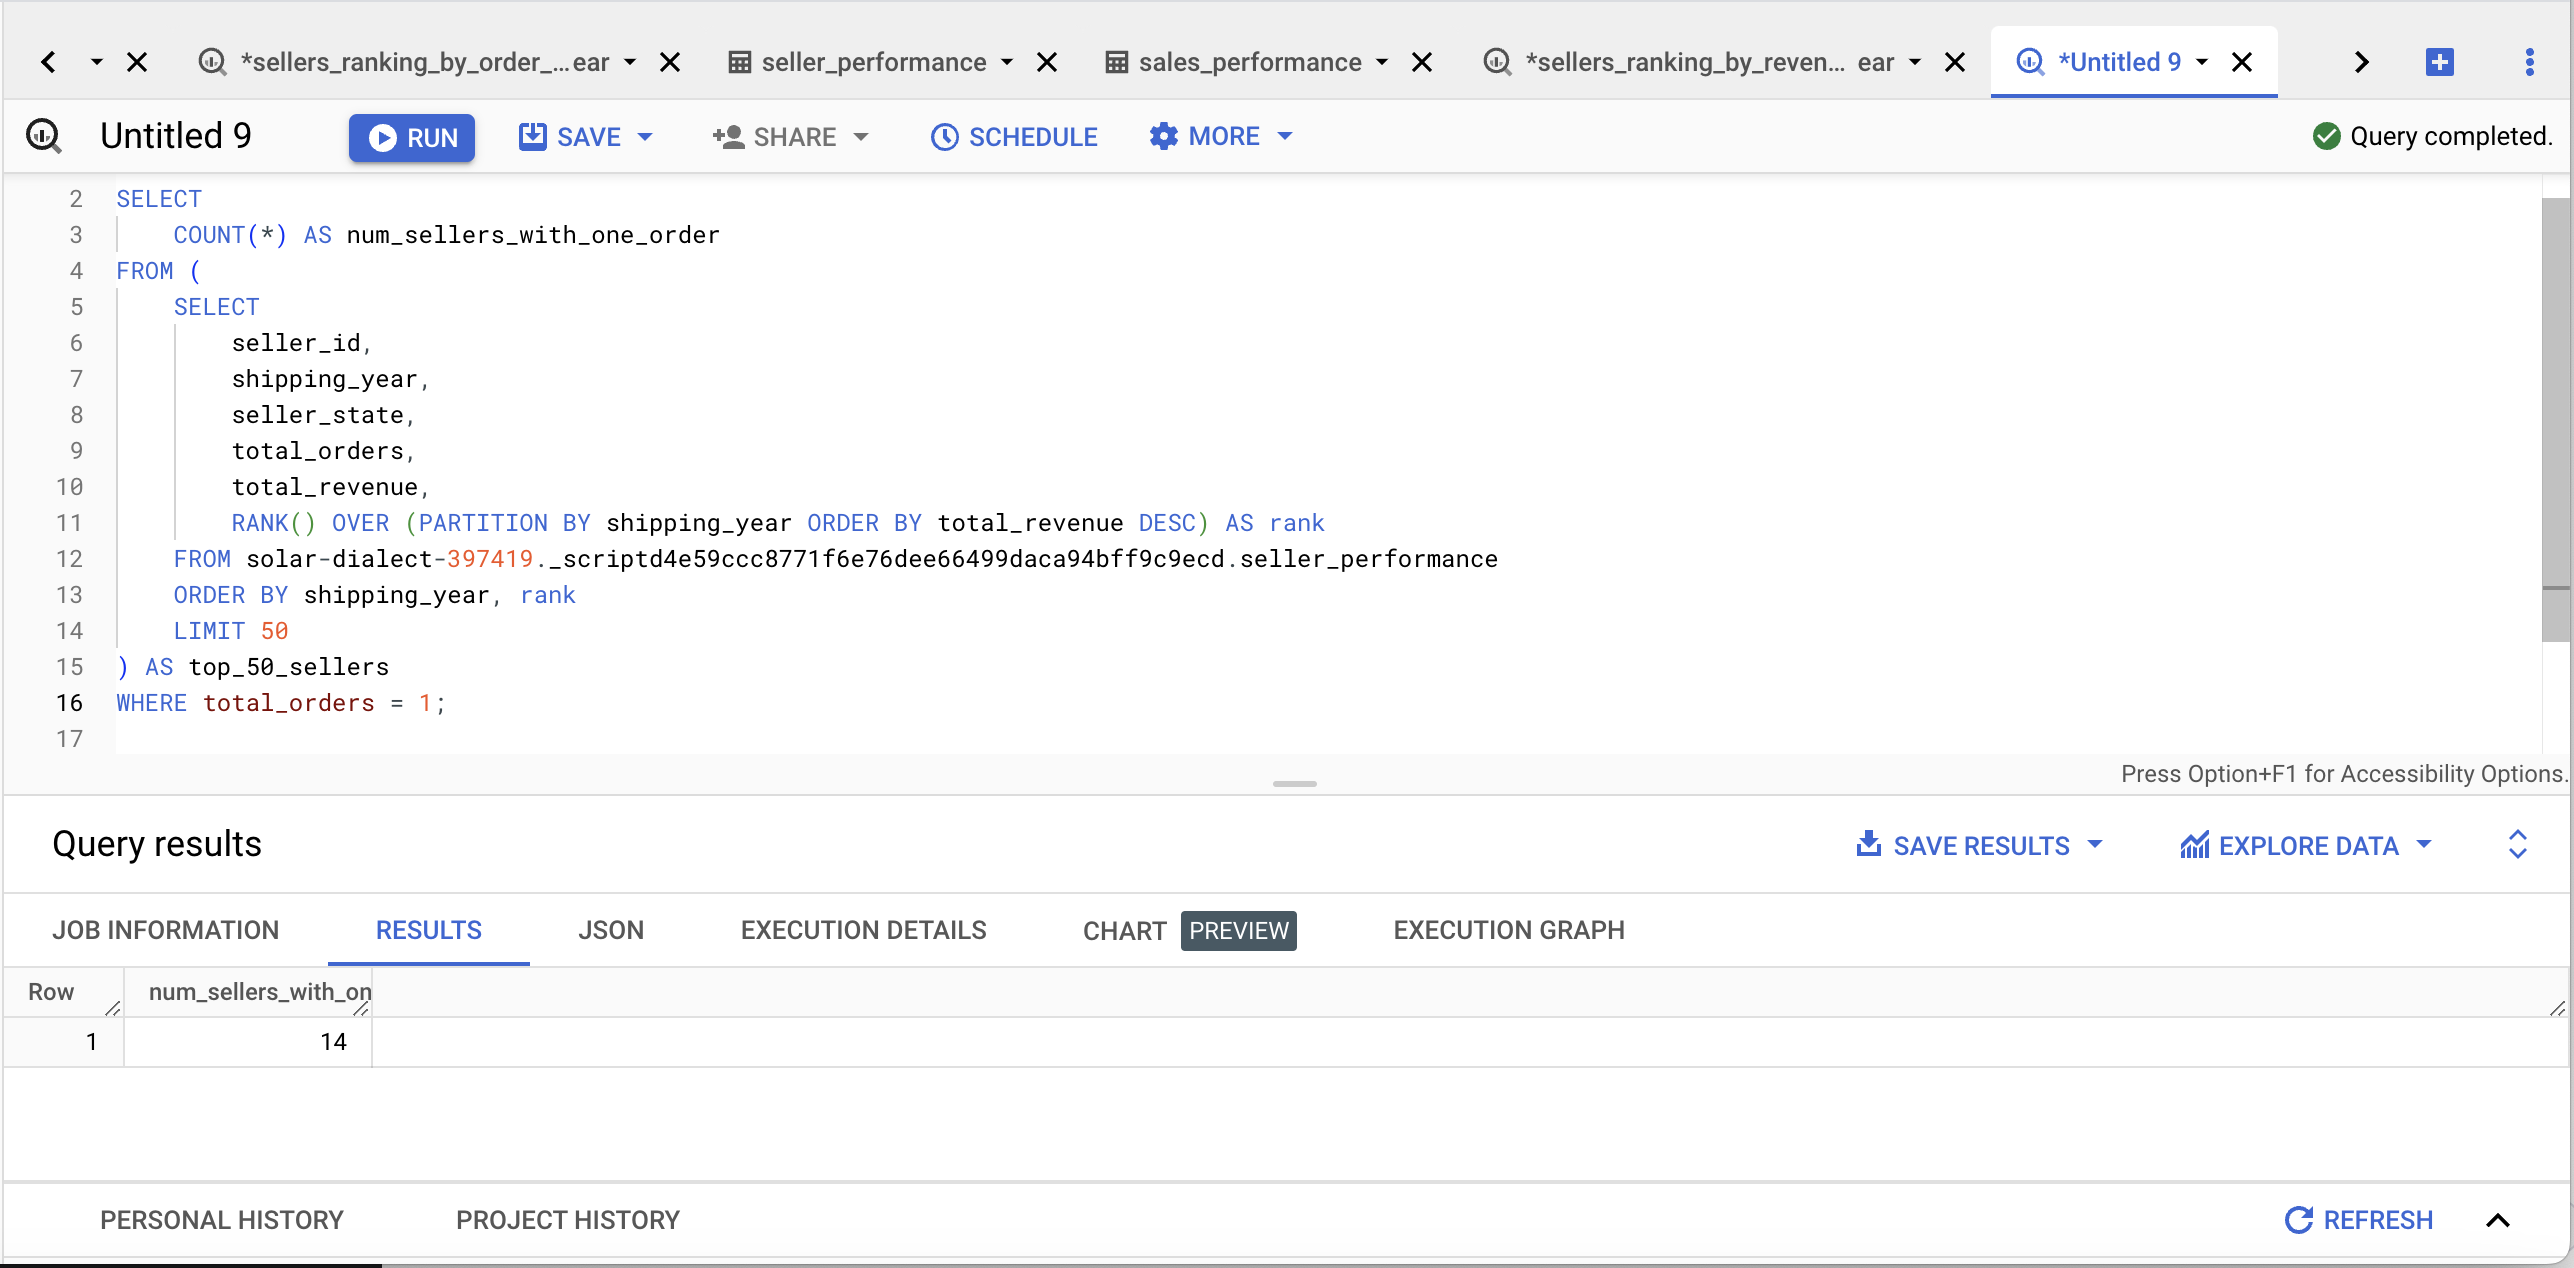 *sellers_ranking_by_order_...ear seller_performance sales_performance *sellers_ranking_by_reven... ear *Untitled 9
Untitled 9 RUN SAVE SHARE SCHEDULE MORE Query completed.
2 SELECT
3 COUNT(*) AS num_sellers_with_one_order
4 FROM (
5 SELECT
6 seller_id,
7 shipping_year,
8 seller_state,
9 total_orders,
10 total_revenue,
11 RANK() OVER (PARTITION BY shipping_year ORDER BY total_revenue DESC) AS rank
12 FROM solar-dialect-397419._scriptd4e59ccc8771f6e76dee66499daca94bff9c9ecd.seller_performance
13 ORDER BY shipping_year, rank
14 LIMIT 50
15 ) AS top_50_sellers
16 WHERE total_orders = 1;
17
Press Option+F1 for Accessibility Options.
Query results SAVE RESULTS EXPLORE DATA
JOB INFORMATION RESULTS JSON EXECUTION DETAILS CHART PREVIEW EXECUTION GRAPH
Row num_sellers_with_on
1 14
PERSONAL HISTORY PROJECT HISTORY REFRESH